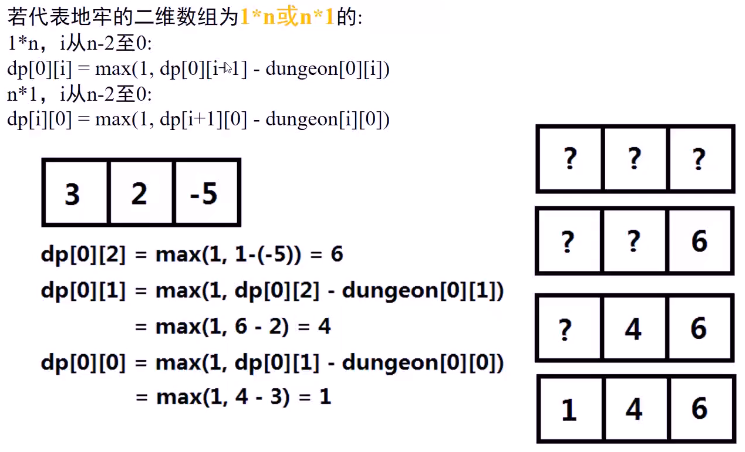 若代表地牢的二维数组为1*n或n*1的:
1*n，i从n-2至0:
dp[0][i] = max(1, dp[0][i+1] - dungeon[0][i])
n*1，i从n-2至0:
dp[i][0] = max(1, dp[i+1][0] - dungeon[i][0])
3 2 -5
dp[0][2] = max(1, 1-(-5)) = 6
dp[0][1] = max(1, dp[0][2] - dungeon[0][1])
= max(1, 6 - 2) = 4
dp[0][0] = max(1, dp[0][1] - dungeon[0][0])
= max(1, 4 - 3) = 1
? ? ?
? ? 6
? 4 6
1 4 6